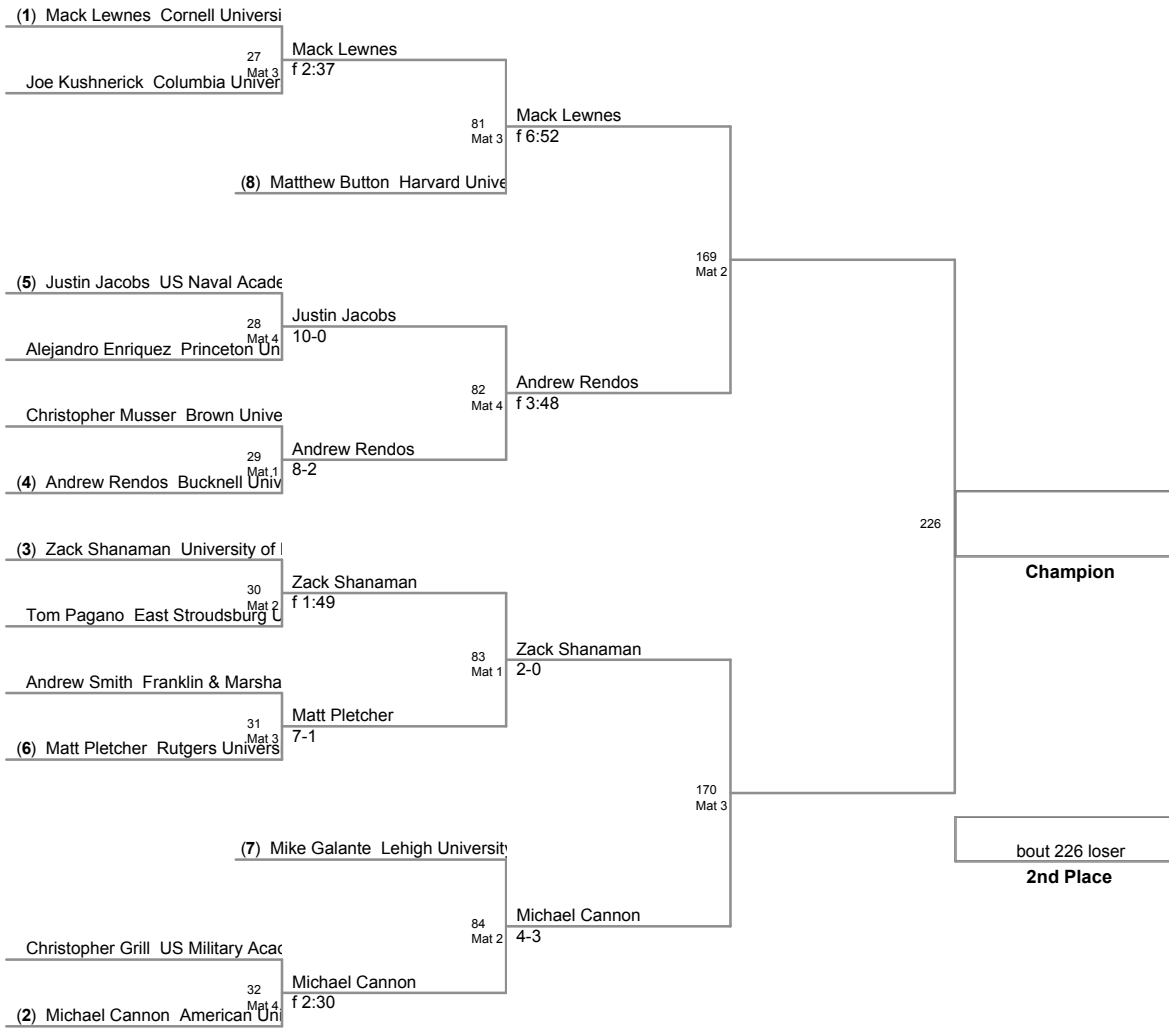 (1) Mack Lewnes Cornell Universi
27 Mack Lewnes
Mat 3 f 2:37
Joe Kushnerick Columbia Univer
81 Mack Lewnes
Mat 3 f 6:52
(8) Matthew Button Harvard Unive
169
Mat 2
(5) Justin Jacobs US Naval Acade
28 Justin Jacobs
Mat 4 10-0
Alejandro Enriquez Princeton Un
82 Andrew Rendos
Mat 4 f 3:48
Christopher Musser Brown Unive
29 Andrew Rendos
Mat 1 8-2
(4) Andrew Rendos Bucknell Univ
226
Champion
(3) Zack Shanaman University of
30 Zack Shanaman
Mat 2 f 1:49
Tom Pagano East Stroudsburg U
83 Zack Shanaman
Mat 1 2-0
Andrew Smith Franklin & Marsha
31 Matt Pletcher
Mat 3 7-1
(6) Matt Pletcher Rutgers Univers
170
Mat 3
(7) Mike Galante Lehigh University
bout 226 loser
2nd Place
84 Michael Cannon
Mat 2 4-3
Christopher Grill US Military Acad
32 Michael Cannon
Mat 4 f 2:30
(2) Michael Cannon American Uni